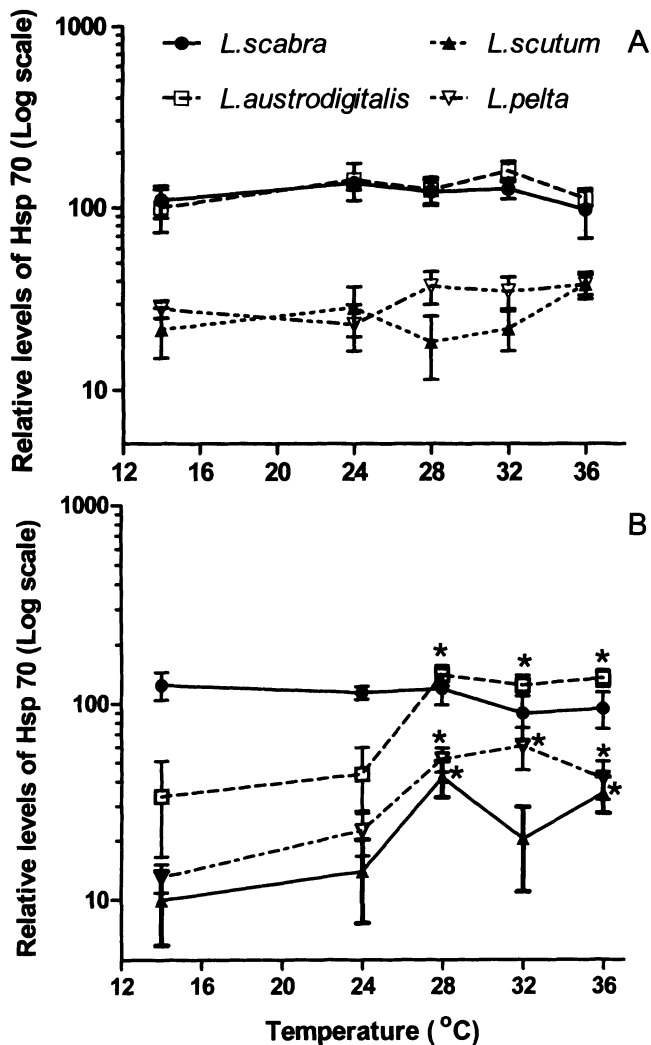 1000
L.scabra
L.scutum
A
L.austrodigitalis
L.pelta
Relative levels of Hsp 70 (Log scale)
100
10
12 16 20 24 28 32 36
1000
B
Relative levels of Hsp 70 (Log scale)
* * *
100
* * *
* *
10
12 16 20 24 28 32 36
Temperature ( °C)